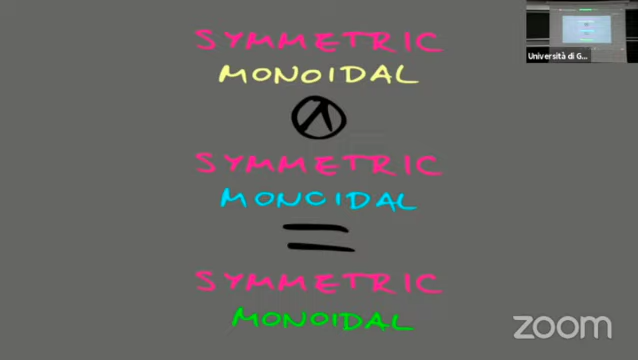 SYMMETRIC
MONOIDAL
SYMMETRIC
MONOIDAL
=
SYMMETRIC
MONOIDAL
Università di G...
zoom